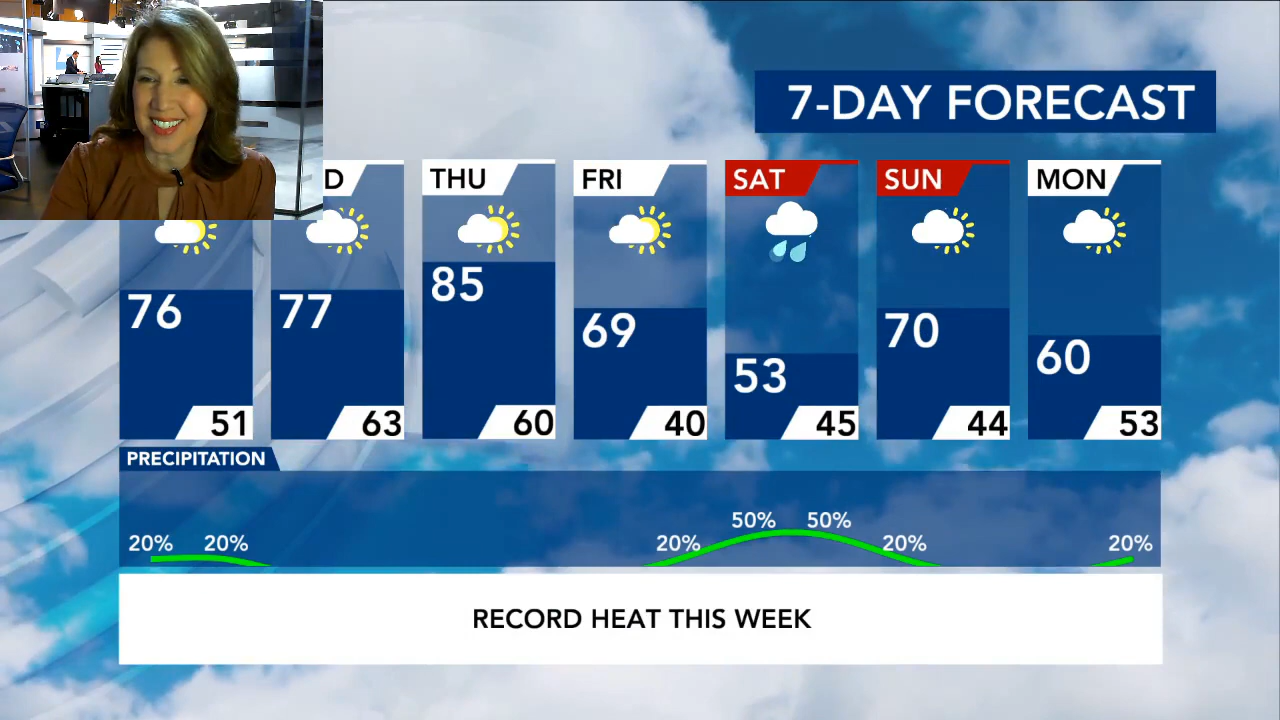 7-DAY FORECAST
D THU FRI SAT SUN MON
76 77 85 69 53 70 60
51 63 60 40 45 44 53
PRECIPITATION
20% 20% 20% 50% 50% 20% 20%
RECORD HEAT THIS WEEK